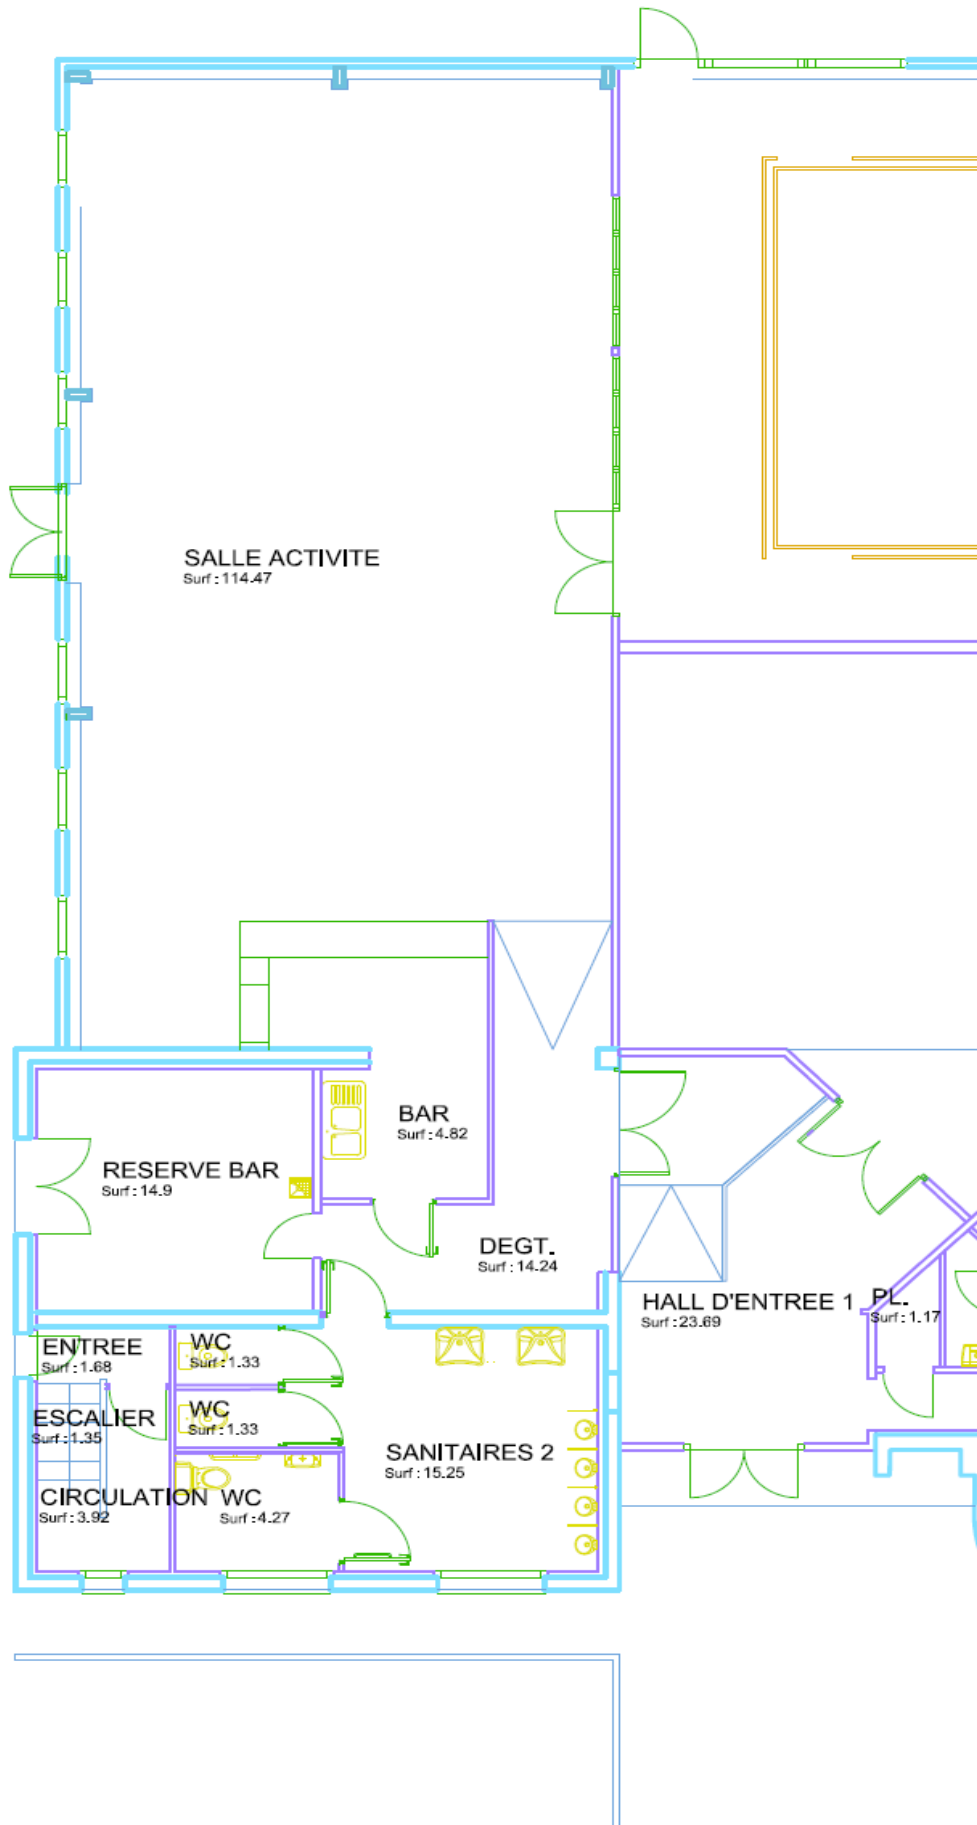 SALLE ACTIVITE
Surf : 114.47
BAR
Surf : 4.82
RESERVE BAR
Surf : 14.9
DEGT.
Surf : 14.24
HALL D'ENTREE 1
Surf : 23.69
PL.
Surf : 1.17
ENTREE
Surf : 1.68
WC
Surf : 1.33
ESCALIER
Surf : 1.35
WC
Surf : 1.33
SANITAIRES 2
Surf : 15.25
CIRCULATION
Surf : 3.92
WC
Surf : 4.27